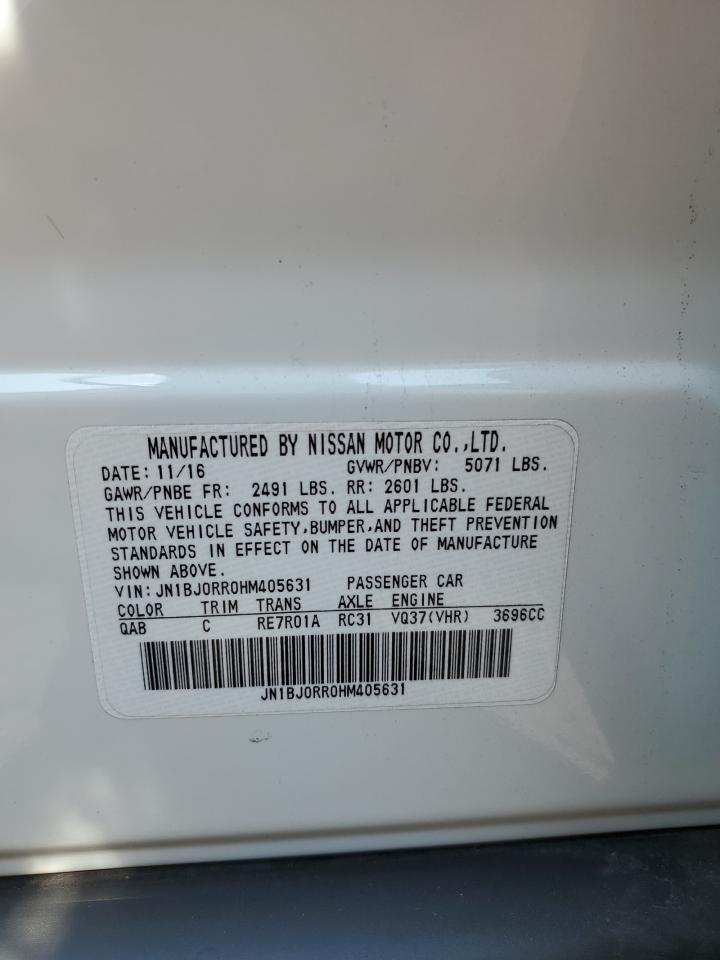 MANUFACTURED BY NISSAN MOTOR CO.,LTD.
DATE: 11/16 GVWR/PNBV: 5071 LBS.
GAWR/PNBE FR: 2491 LBS. RR: 2601 LBS.
THIS VEHICLE CONFORMS TO ALL APPLICABLE FEDERAL
MOTOR VEHICLE SAFETY,BUMPER,AND THEFT PREVENTION
STANDARDS IN EFFECT ON THE DATE OF MANUFACTURE
SHOWN ABOVE.
VIN:JN1BJ0RR0HM405631 PASSENGER CAR
COLOR TRIM TRANS AXLE ENGINE
QAB C RE7R01A RC31 VQ37(VHR) 3696CC
JN1BJ0RR0HM405631